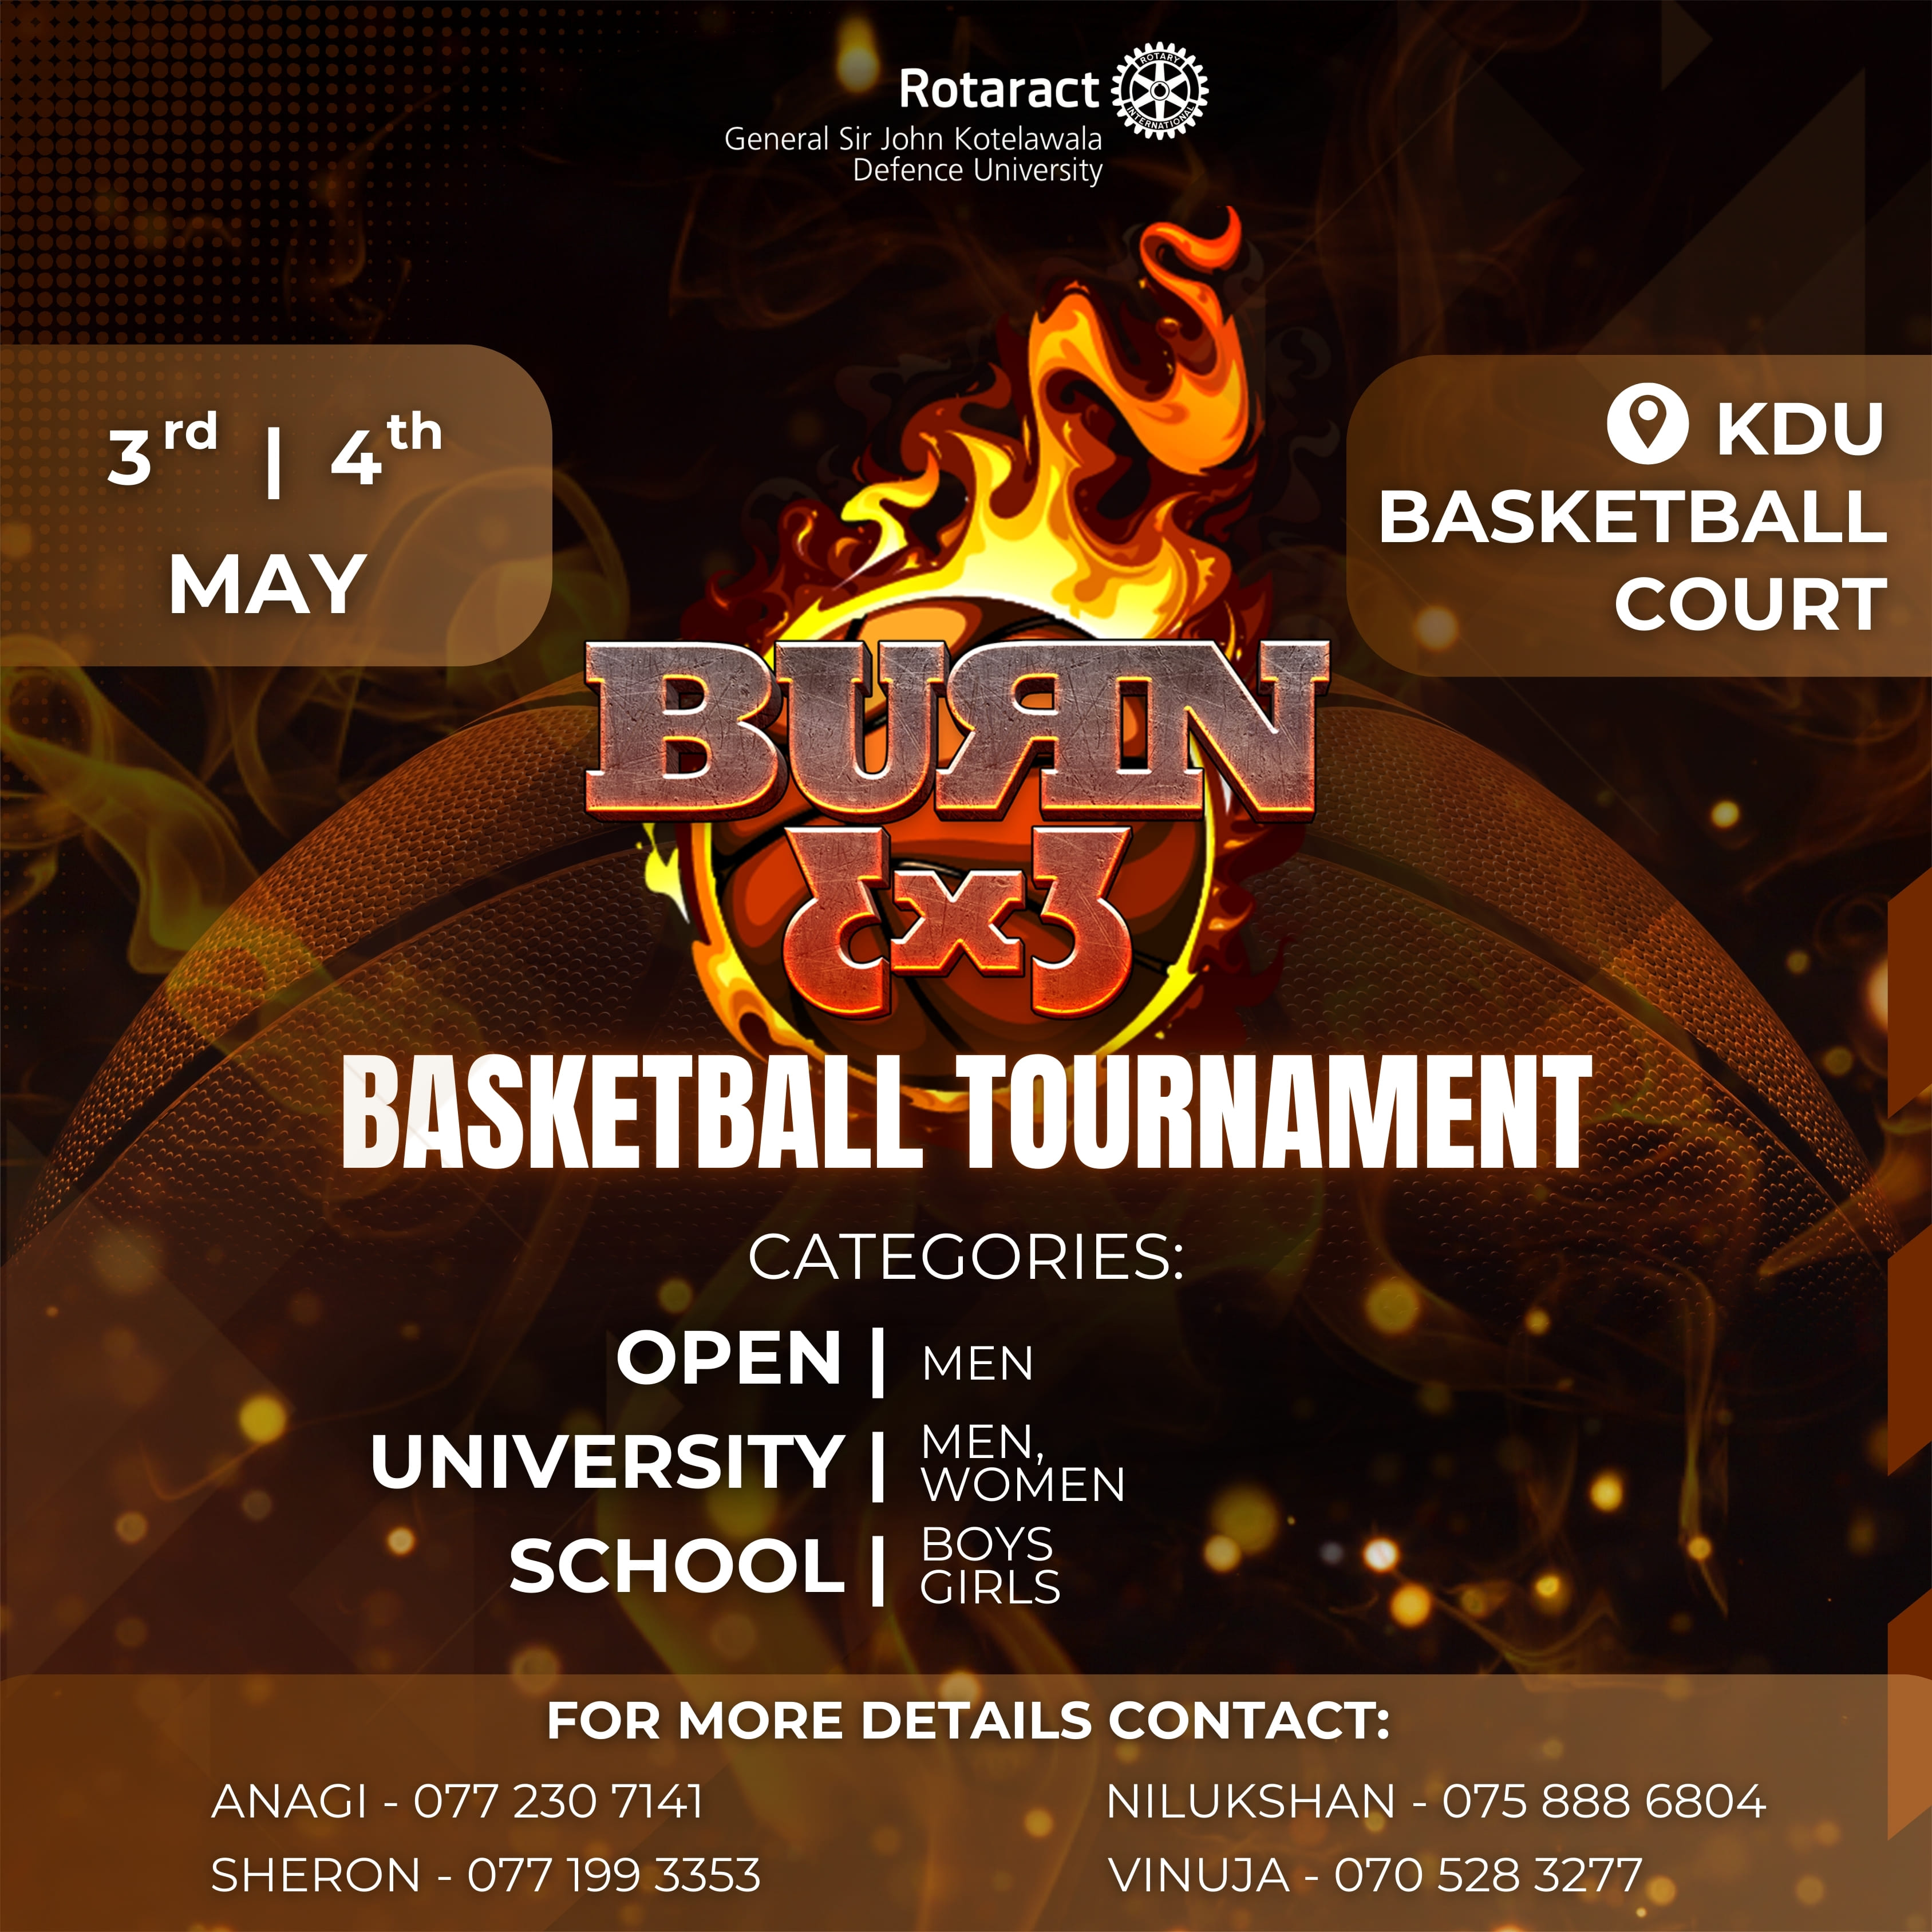 Rotaract
ROTARY
INTERNATIONAL
General Sir John Kotelawala
Defence University
3rd | 4th
MAY
KDU
BASKETBALL
COURT
BURN
3x3
BASKETBALL TOURNAMENT
CATEGORIES:
OPEN | MEN
UNIVERSITY | MEN,
WOMEN
SCHOOL | BOYS
GIRLS
FOR MORE DETAILS CONTACT:
ANAGI - 077 230 7141
NILUKSHAN - 075 888 6804
SHERON - 077 199 3353
VINUJA - 070 528 3277